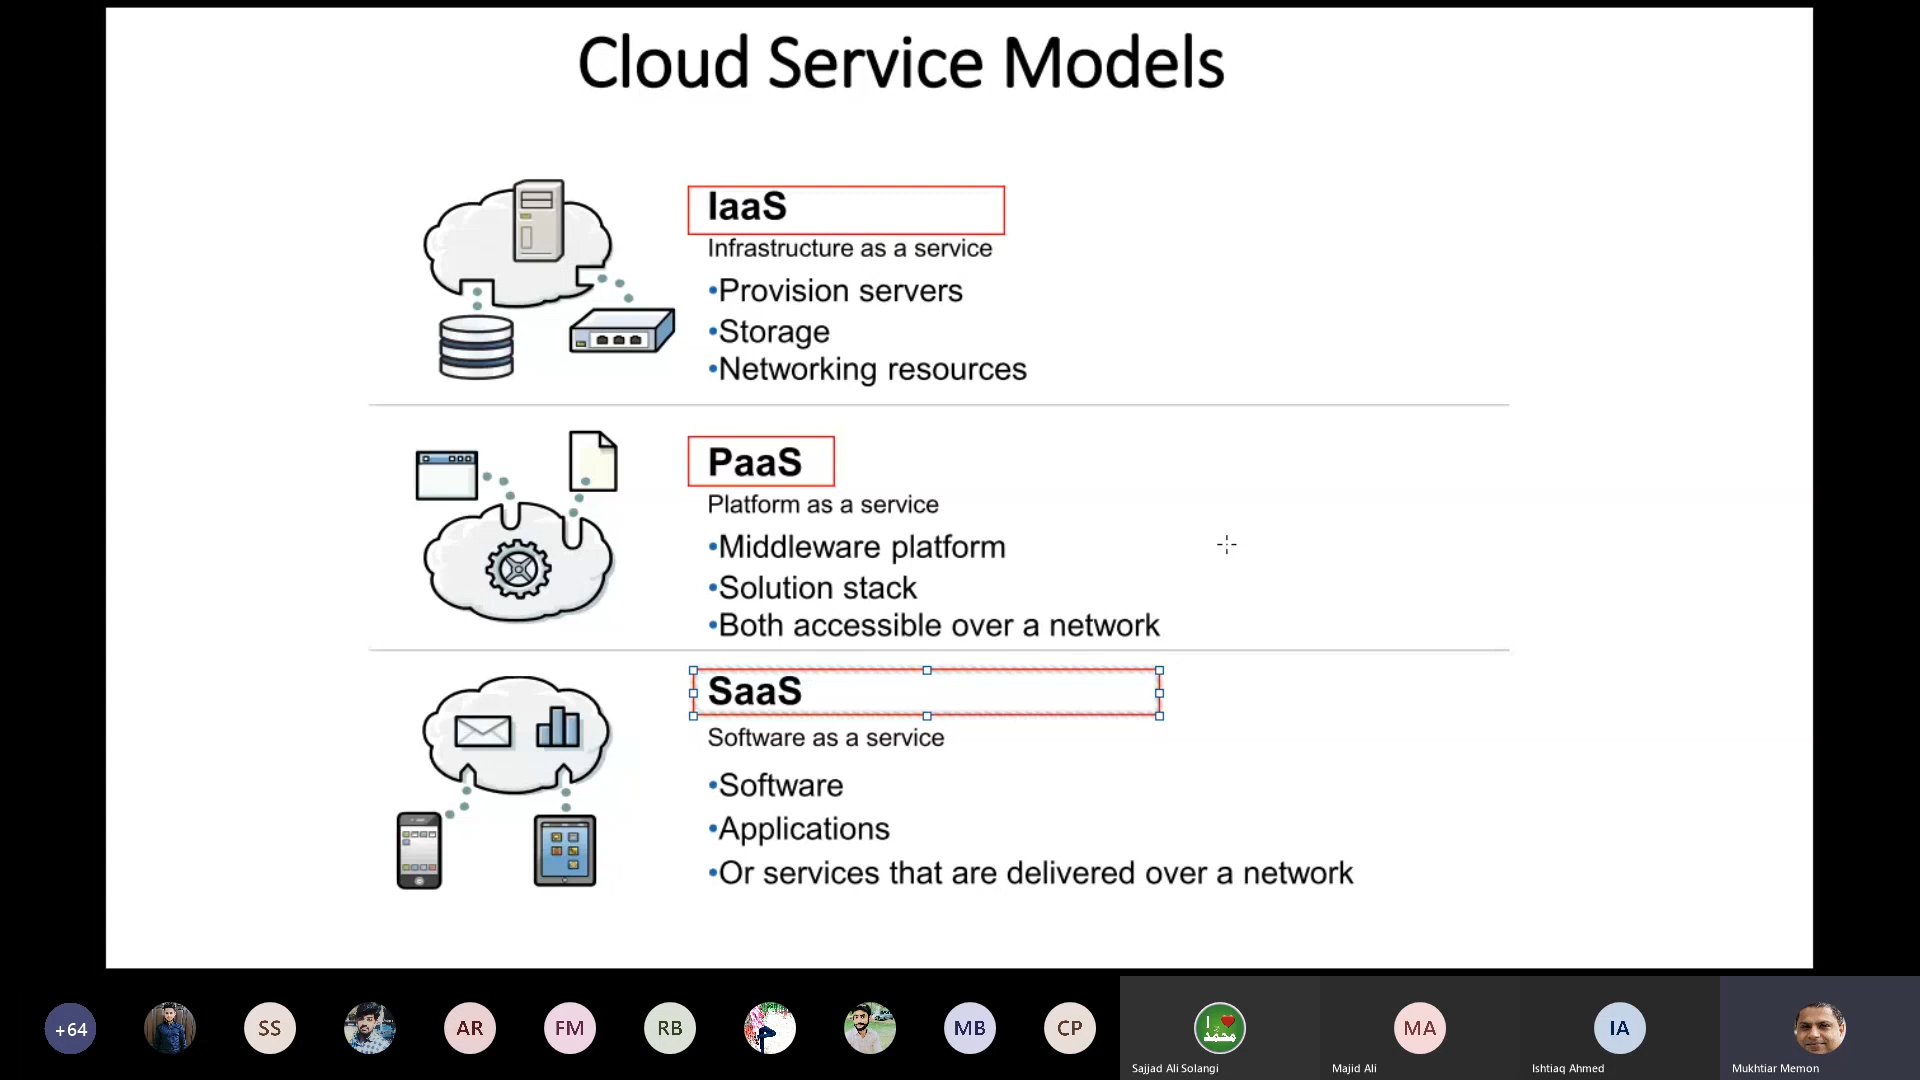 Cloud Service Models
IaaS
Infrastructure as a service
•Provision servers
•Storage
•Networking resources
PaaS
Platform as a service
•Middleware platform
•Solution stack
•Both accessible over a network
SaaS
Software as a service
•Software
•Applications
•Or services that are delivered over a network
+64
SS
AR
FM
RB
MB
CP
I
محمد
MA
IA
Sajjad Ali Solangi
Majid Ali
Ishtiaq Ahmed
Mukhtiar Memon